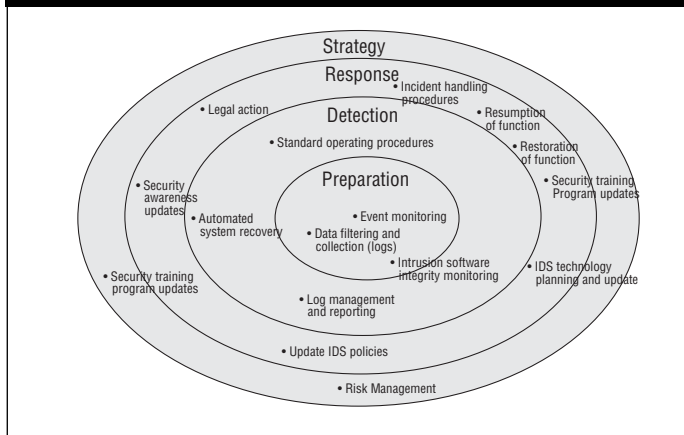 Strategy
Response
• Incident handling
procedures
• Legal action
Detection
• Resumption
of function
• Standard operating procedures
• Restoration
of function
Preparation
• Security
awareness
updates
• Security training
Program updates
• Event monitoring
• Automated
system recovery
• Data filtering and
collection (logs)
• Intrusion software
integrity monitoring
• IDS technology
planning and update
• Security training
program updates
• Log management
and reporting
• Update IDS policies
• Risk Management